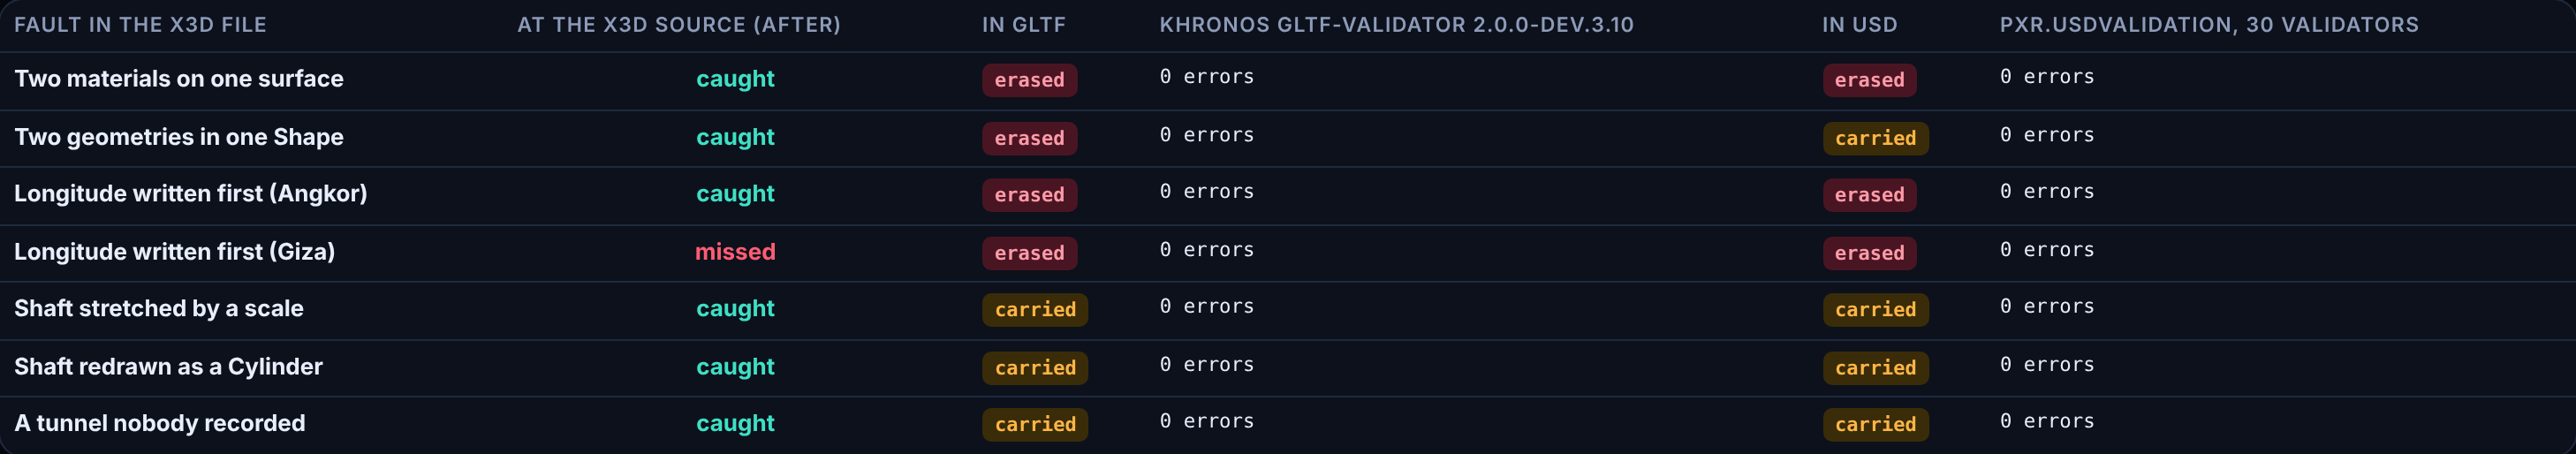 FAULT IN THE X3D FILE AT THE X3D SOURCE (AFTER) IN GLTF KHRONOS GLTF-VALIDATOR 2.0.0-DEV.3.10 IN USD PXR.USDVALIDATION, 30 VALIDATORS
Two materials on one surface caught erased 0 errors erased 0 errors
Two geometries in one Shape caught erased 0 errors carried 0 errors
Longitude written first (Angkor) caught erased 0 errors erased 0 errors
Longitude written first (Giza) missed erased 0 errors erased 0 errors
Shaft stretched by a scale caught carried 0 errors carried 0 errors
Shaft redrawn as a Cylinder caught carried 0 errors carried 0 errors
A tunnel nobody recorded caught carried 0 errors carried 0 errors